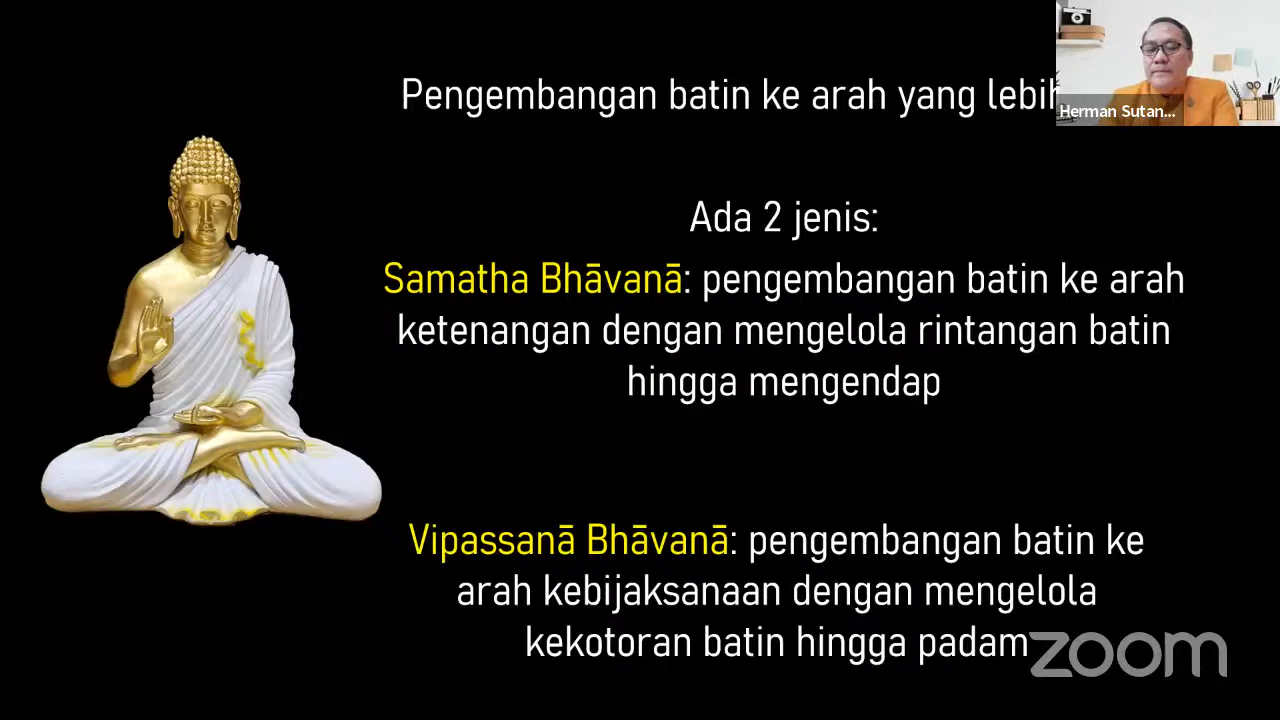 Pengembangan batin ke arah yang lebih
Herman Sutan...
Ada 2 jenis:
Samatha Bhāvanā: pengembangan batin ke arah
ketenangan dengan mengelola rintangan batin
hingga mengendap
Vipassanā Bhāvanā: pengembangan batin ke
arah kebijaksanaan dengan mengelola
kekotoran batin hingga padam
zoom